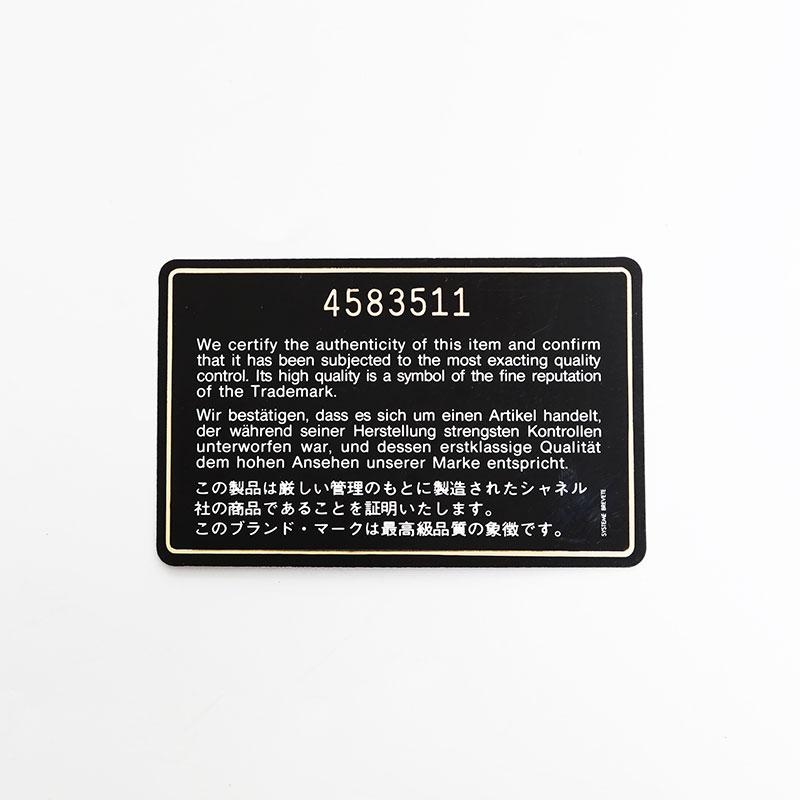 4583511
We certify the authenticity of this item and confirm
that it has been subjected to the most exacting quality
control. Its high quality is a symbol of the fine reputation
of the Trademark.
Wir bestätigen, dass es sich um einen Artikel handelt,
der während seiner Herstellung strengsten Kontrollen
unterworfen war, und dessen erstklassige Qualität
dem hohen Ansehen unserer Marke entspricht.
この製品は厳しい管理のもとに製造されたシャネル
社の商品であることを証明いたします。
このブランド・マークは最高級品質の象徴です。
SYSTEME BREVETE